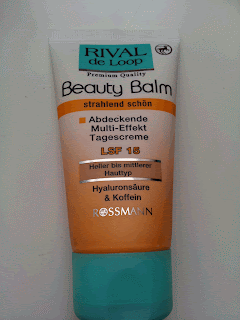 RIVAL
de Loop
Premium Quality
Beauty Balm
strahlend schön
Abdeckende
Multi-Effekt
Tagescreme
LSF 15
Heller bis mittlerer
Hauttyp
Hyaluronsäure
& Koffein
ROSSMANN